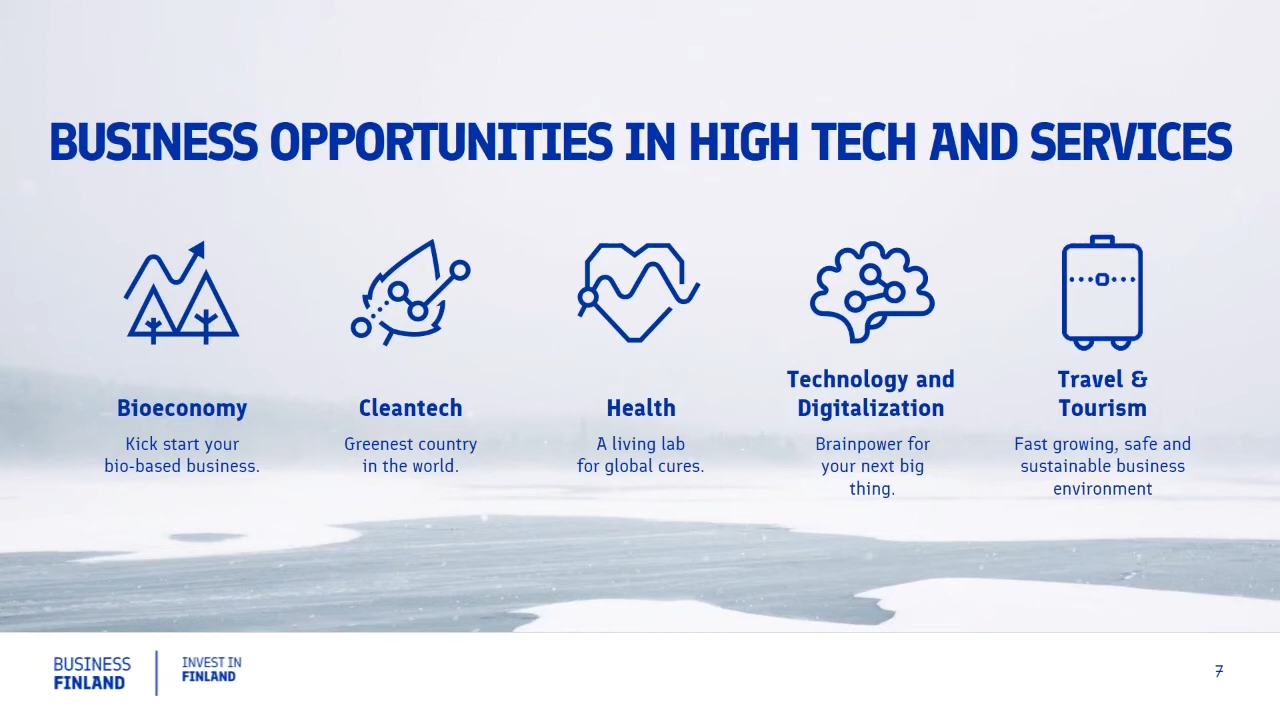 BUSINESS OPPORTUNITIES IN HIGH TECH AND SERVICES
Bioeconomy
Kick start your
bio-based business.
Cleantech
Greenest country
in the world.
Health
A living lab
for global cures.
Technology and
Digitalization
Brainpower for
your next big
thing.
Travel &
Tourism
Fast growing, safe and
sustainable business
environment
BUSINESS
FINLAND
INVEST IN
FINLAND
7